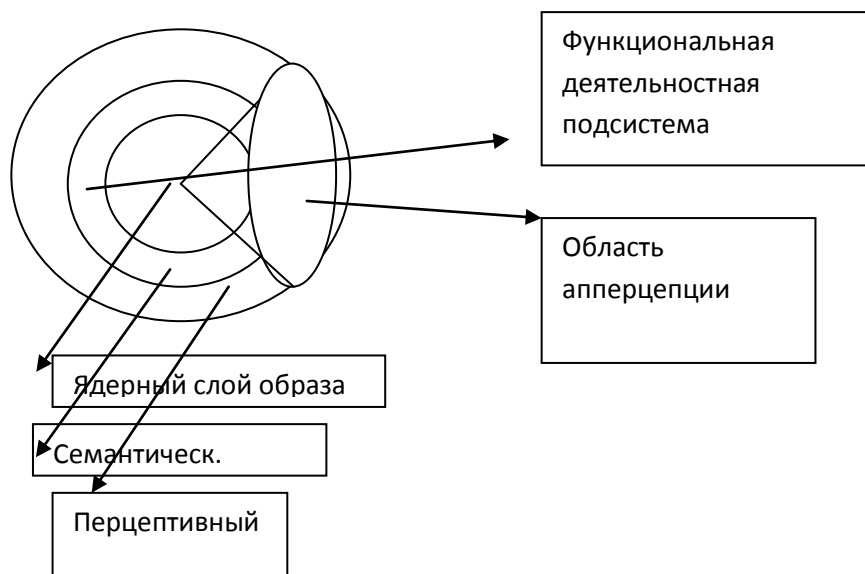 Функциональная
деятельностная
подсистема
Область
апперцепции
Ядерный слой образа
Семантическ.
Перцептивный